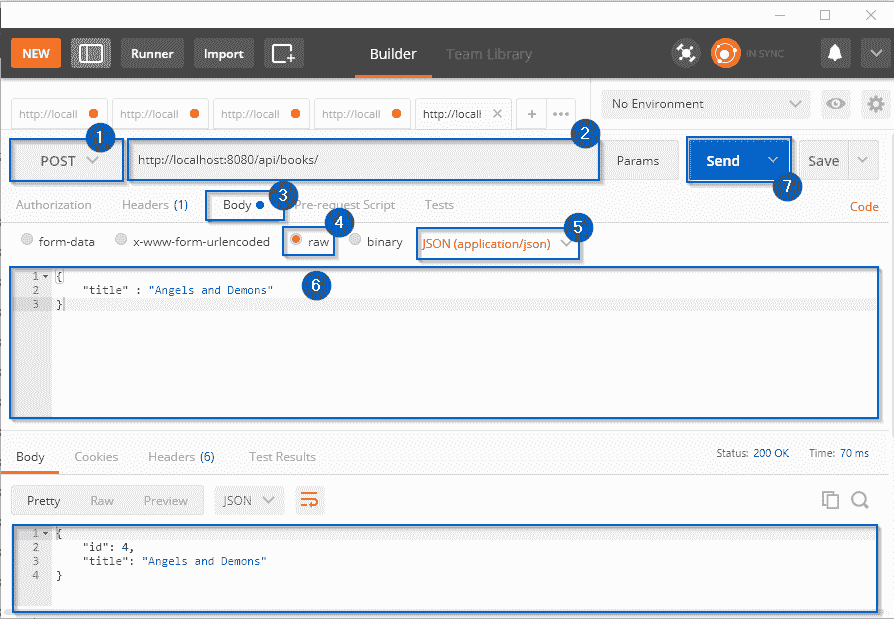 NEW Runner Import Builder Team Library IN SYNC
http://locall http://locall http://locall http://locall http://locall + ••• No Environment
1 2
POST http://localhost:8080/api/books/ Params Send Save
3 7
Authorization Headers (1) Body Pre-request Script Tests Code
4 5
form-data x-www-form-urlencoded raw binary JSON (application/json)
1 {
6
2 "title" : "Angels and Demons"
3 }
Body Cookies Headers (6) Test Results Status: 200 OK Time: 70 ms
Pretty Raw Preview JSON
1 {
2 "id": 4,
3 "title": "Angels and Demons"
4 }